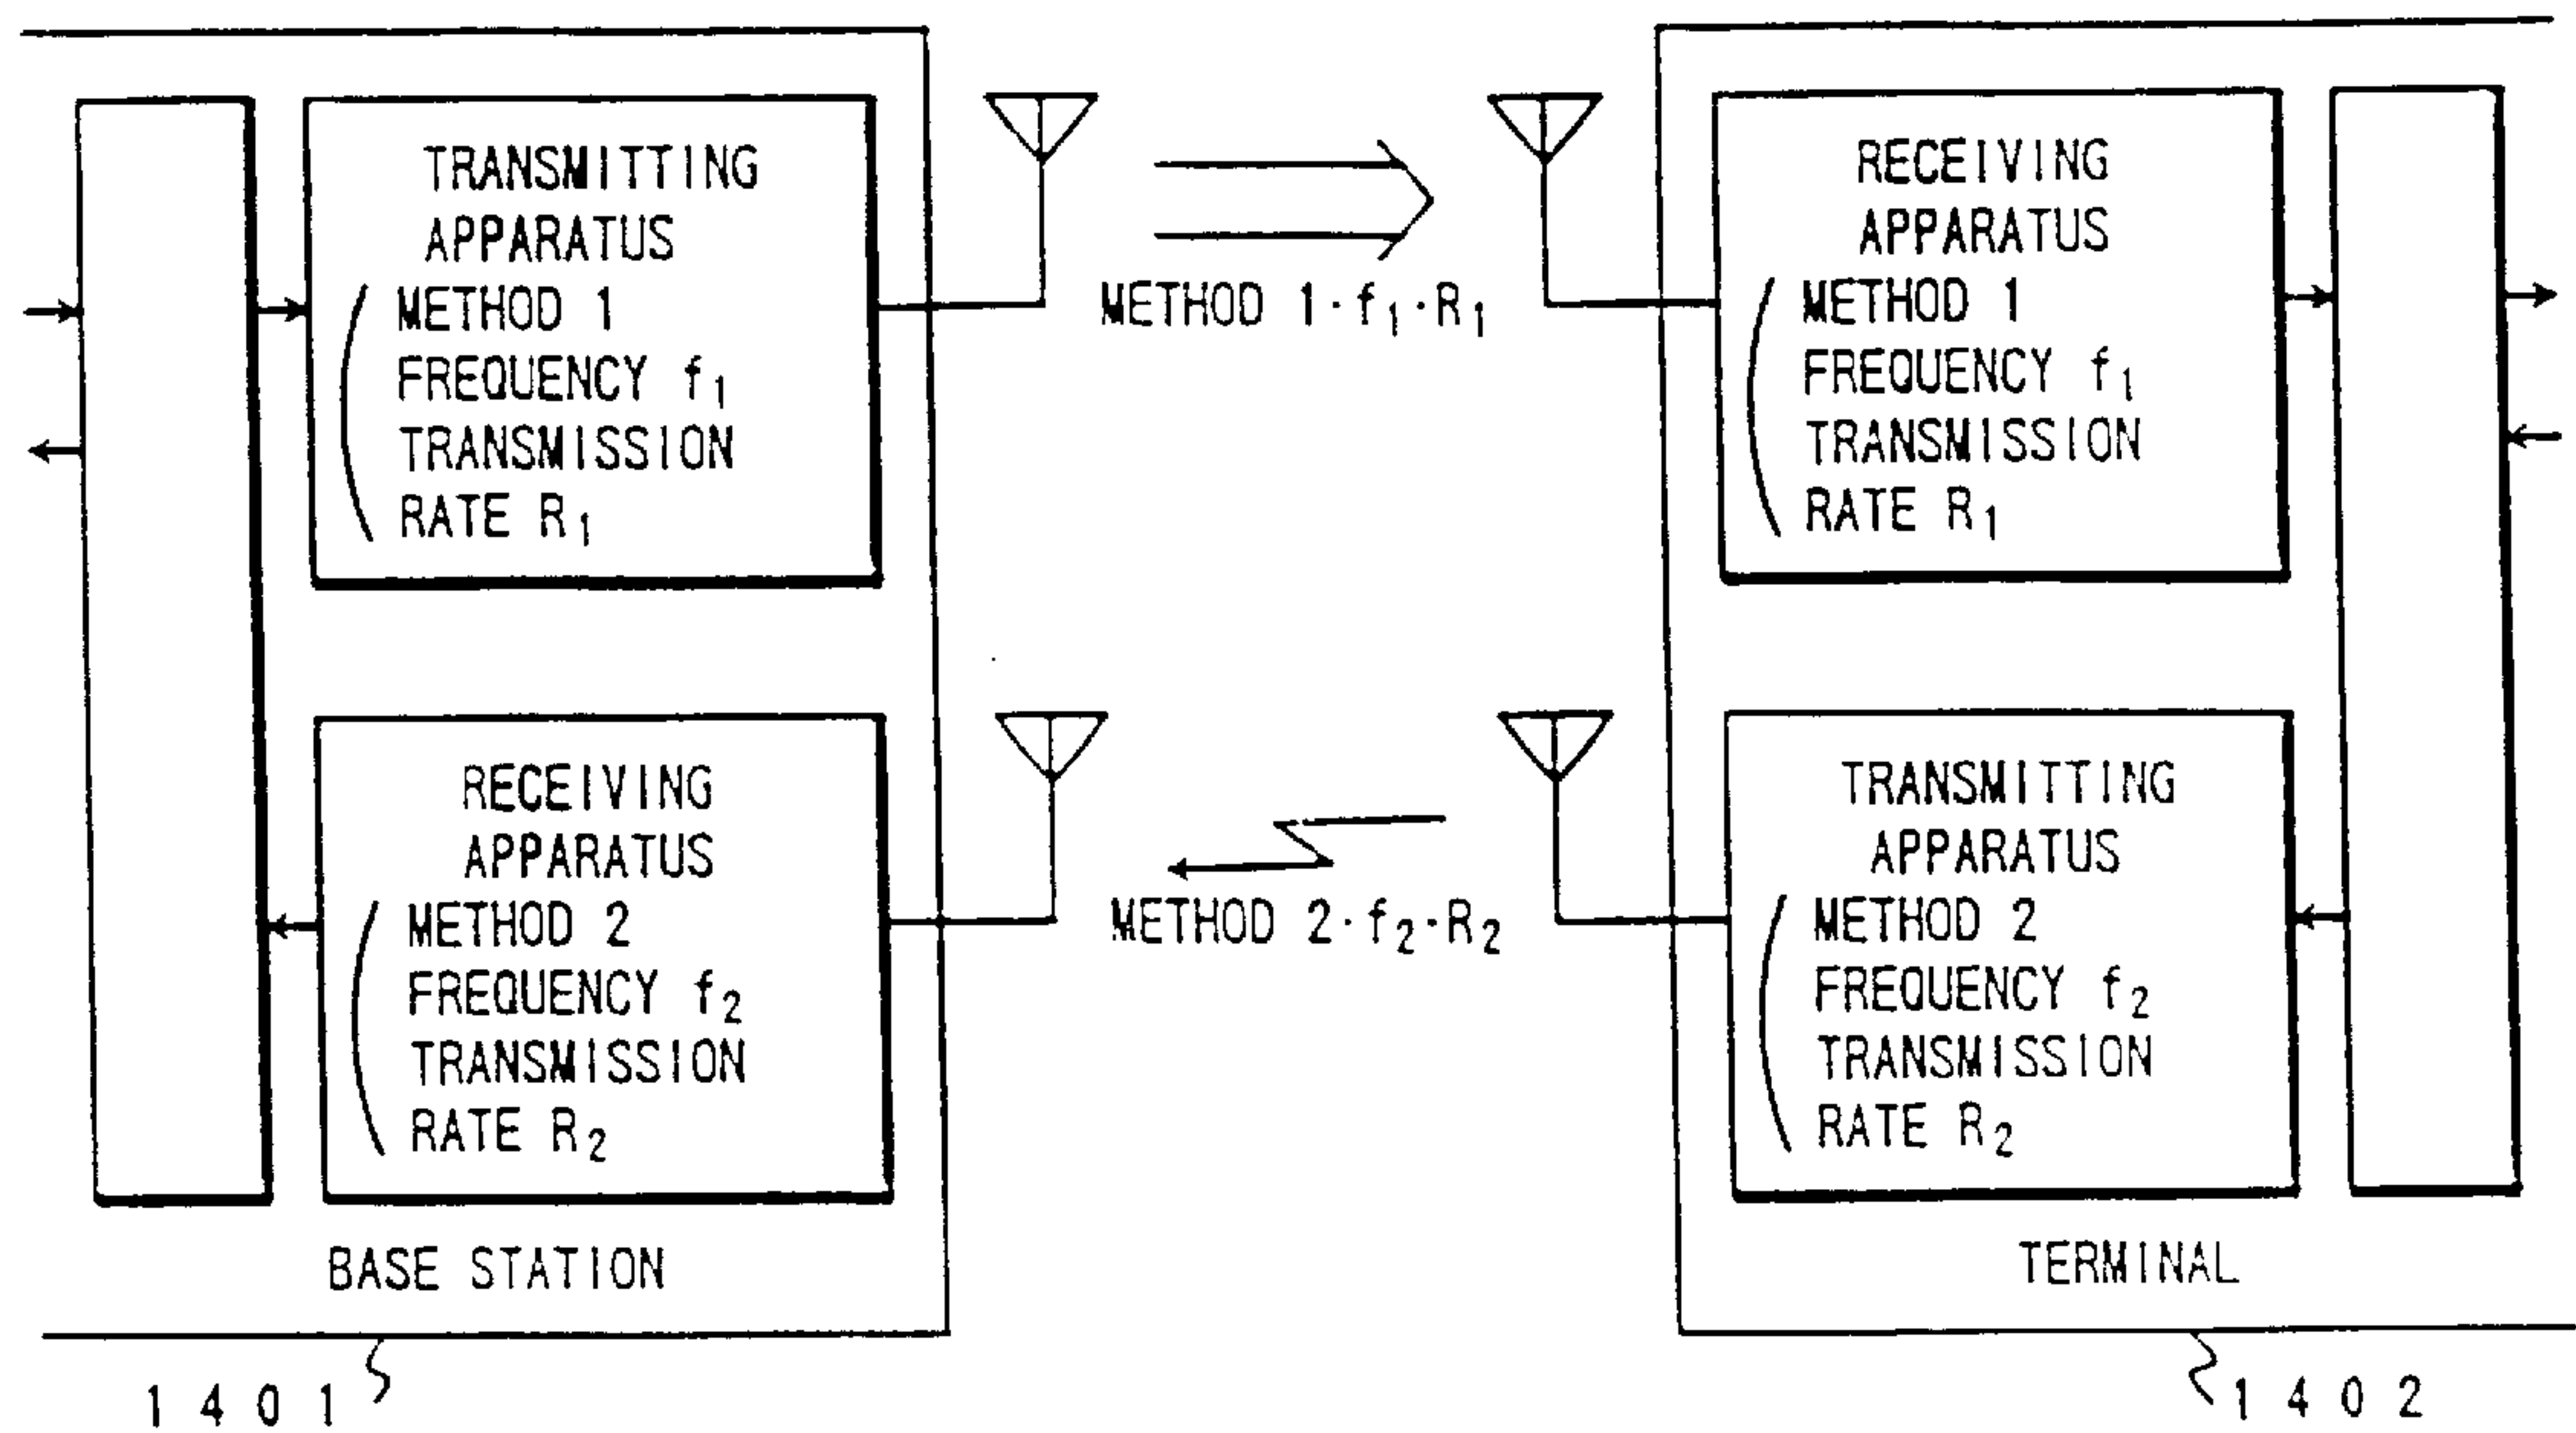 TRANSMITTING
APPARATUS
METHOD 1
FREQUENCY f₁
TRANSMISSION
RATE R₁
METHOD 1·f₁·R₁
RECEIVING
APPARATUS
METHOD 1
FREQUENCY f₁
TRANSMISSION
RATE R₁
RECEIVING
APPARATUS
METHOD 2
FREQUENCY f₂
TRANSMISSION
RATE R₂
METHOD 2·f₂·R₂
TRANSMITTING
APPARATUS
METHOD 2
FREQUENCY f₂
TRANSMISSION
RATE R₂
BASE STATION
TERMINAL
1401
1402